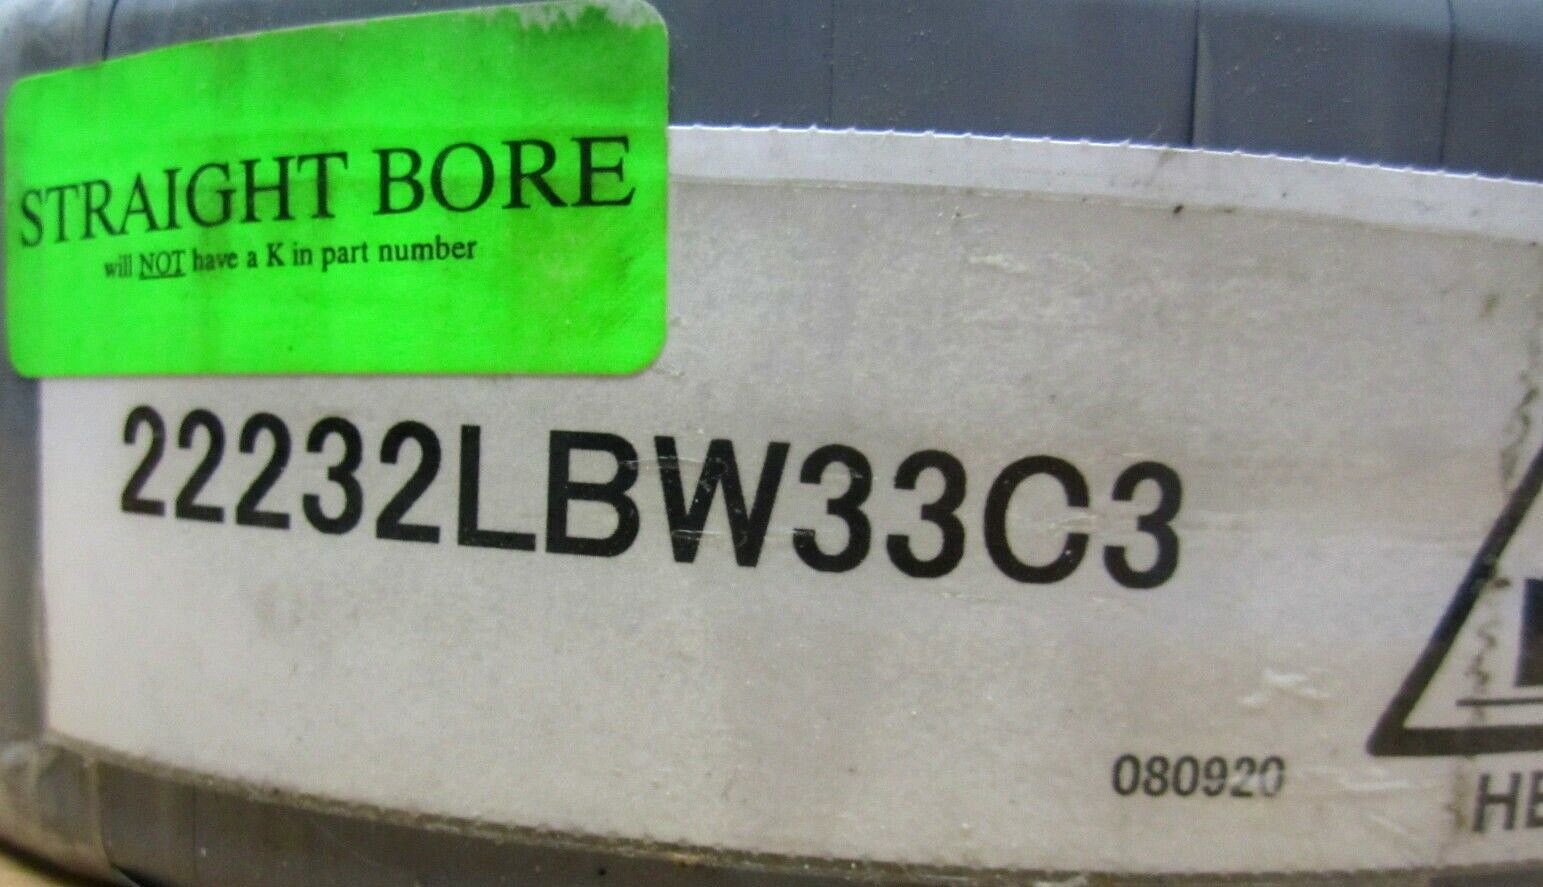 STRAIGHT BORE
will NOT have a K in part number
22232LBW33C3
080920